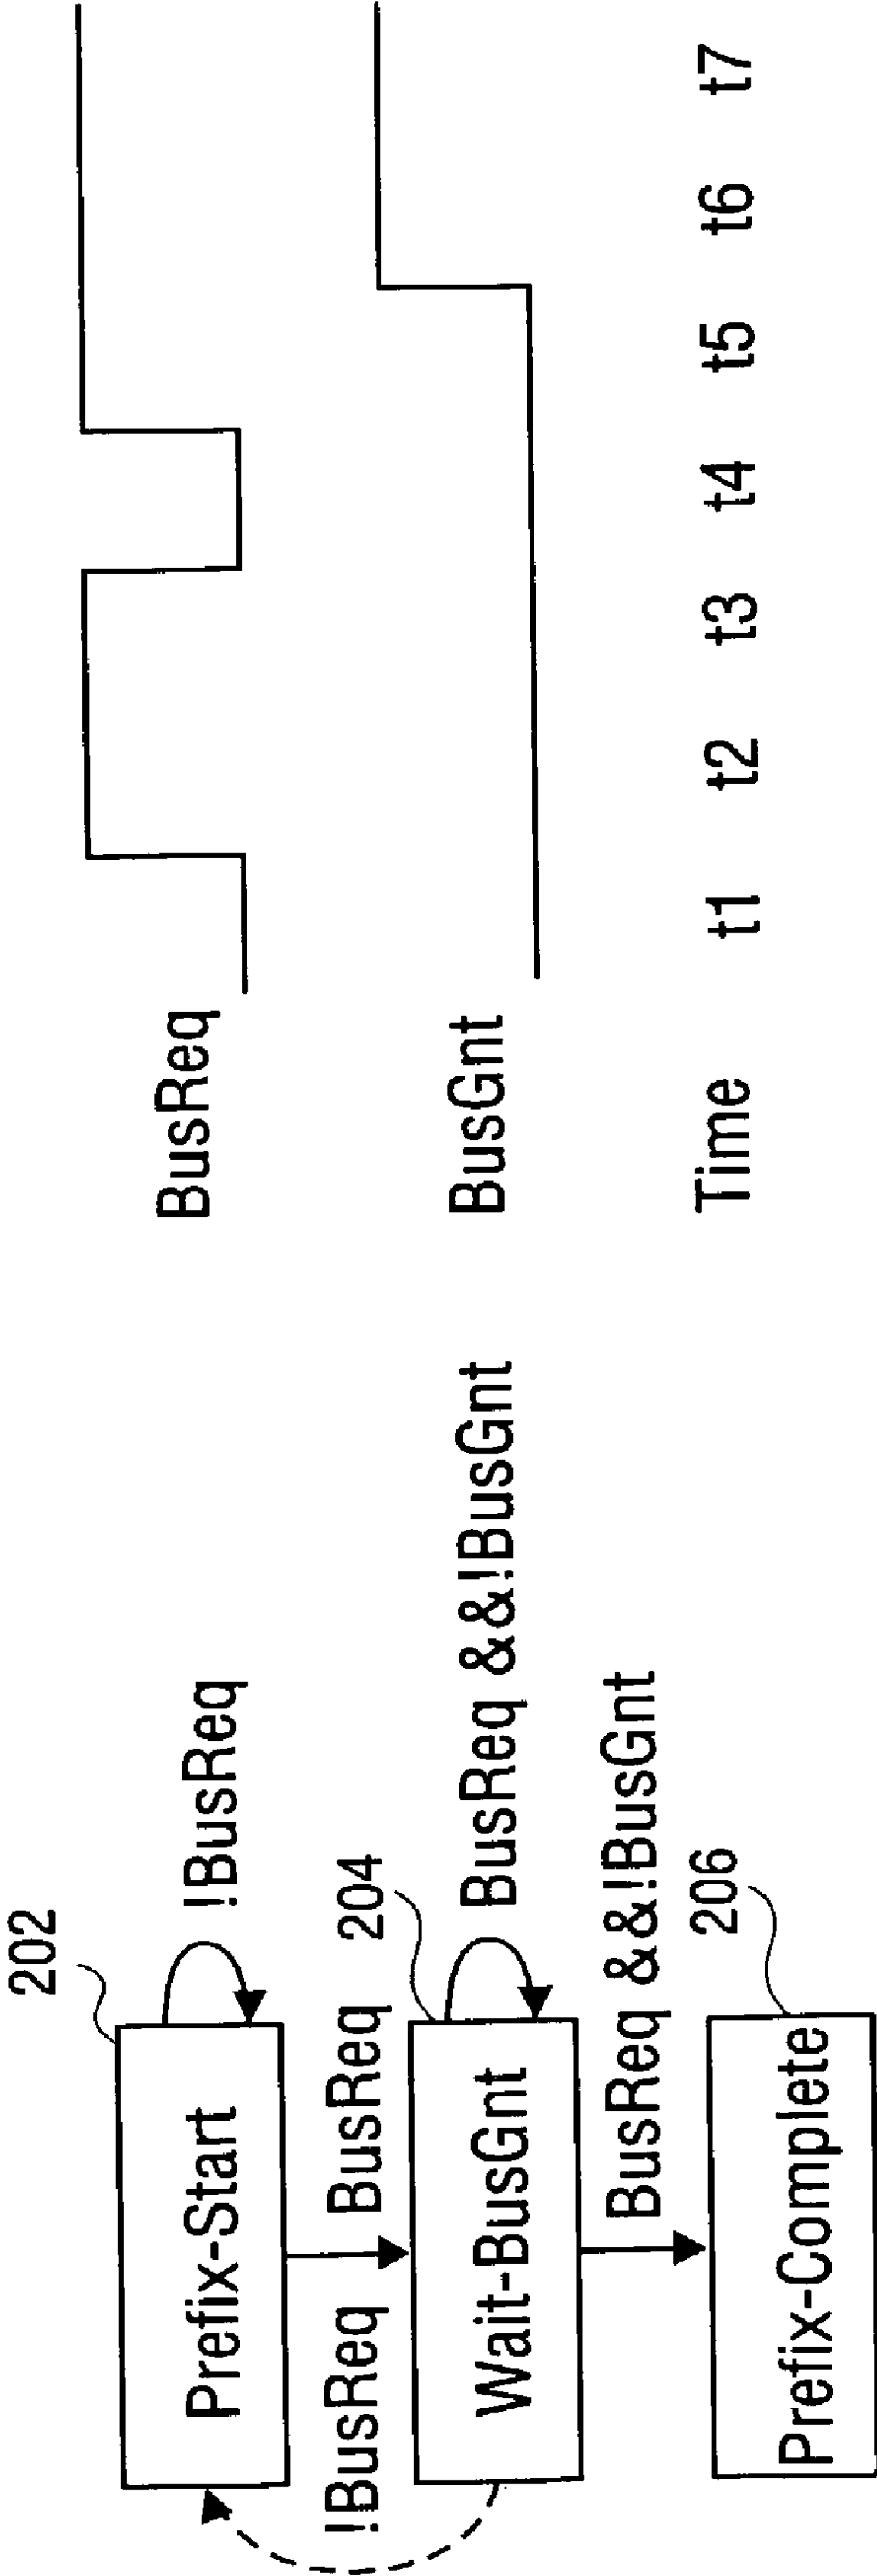 202
Prefix-Start
!BusReq
!BusReq
BusReq
204
Wait-BusGnt
BusReq &&!BusGnt
BusReq &&!BusGnt
206
Prefix-Complete
BusReq
BusGnt
Time t1 t2 t3 t4 t5 t6 t7